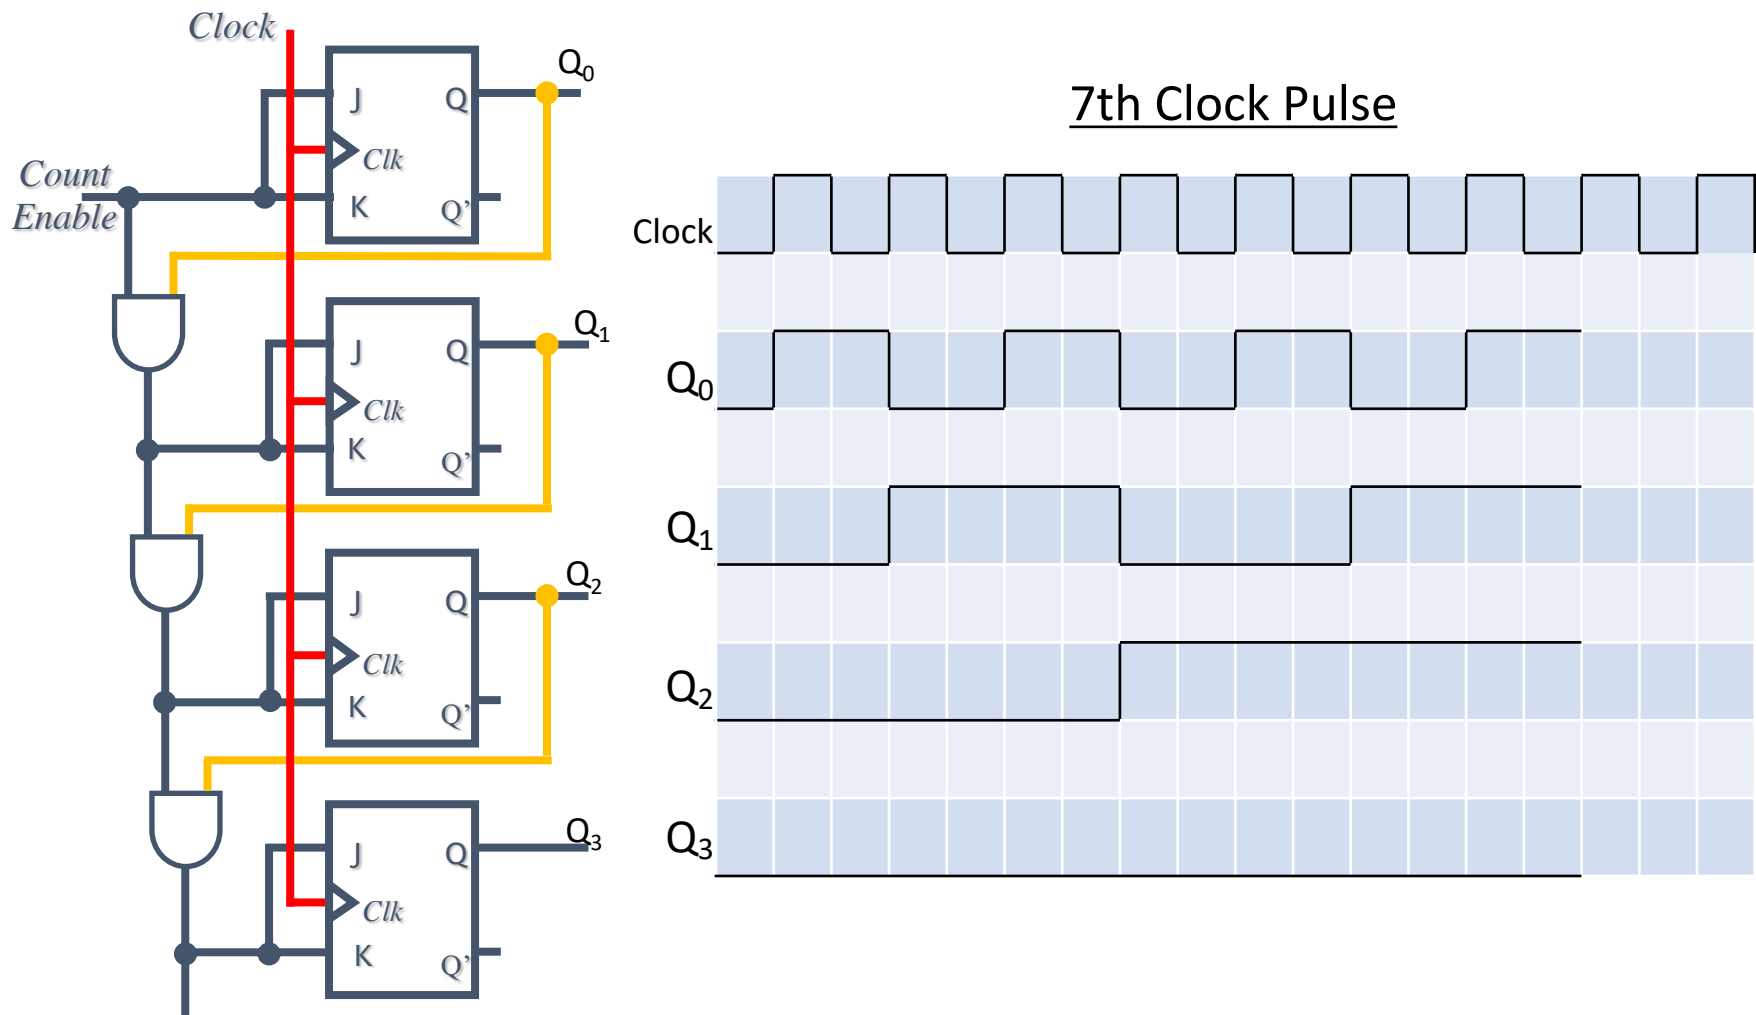 Clock
Count
Enable
J
Q
Clk
K
Q'
Q0
J
Q
Clk
K
Q'
Q1
J
Q
Clk
K
Q'
Q2
J
Q
Clk
K
Q'
Q3
7th Clock Pulse
Clock
Q0
Q1
Q2
Q3